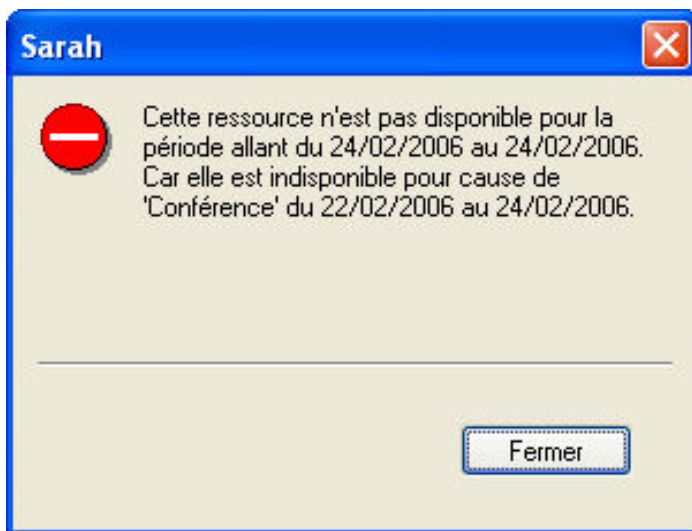 Sarah
Cette ressource n'est pas disponible pour la
période allant du 24/02/2006 au 24/02/2006.
Car elle est indisponible pour cause de
'Conférence' du 22/02/2006 au 24/02/2006.
Fermer